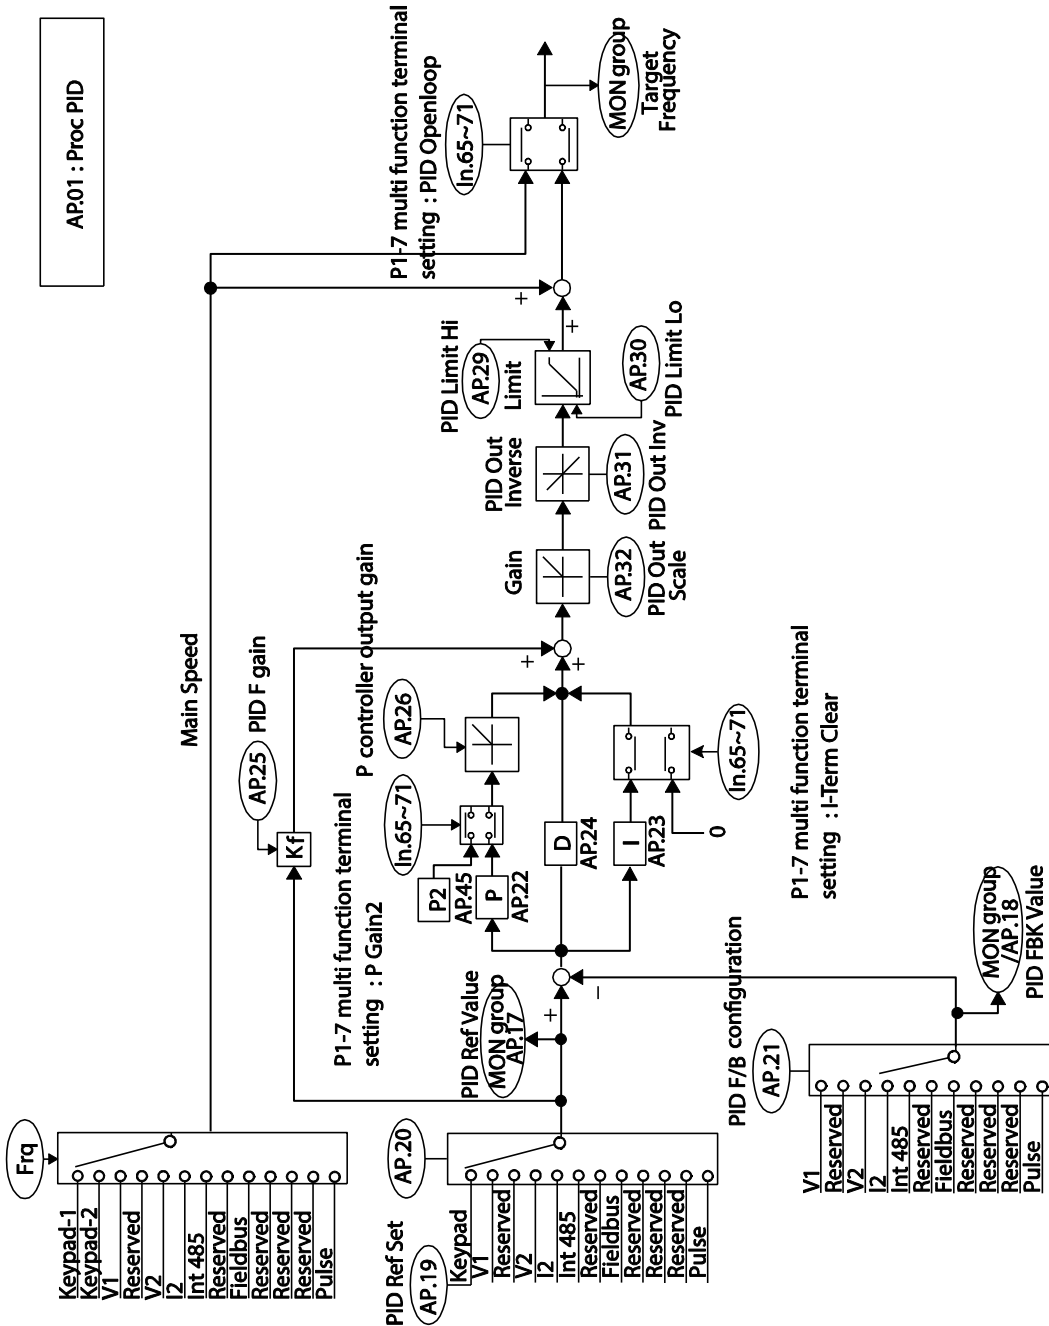 AP.01 : Proc PID
Frq
Keypad-1
Keypad-2
V1
Reserved
V2
I2
Int 485
Reserved
Fieldbus
Reserved
Reserved
Reserved
Pulse
Main Speed
AP.25
PID F gain
Kf
PID Ref Set
AP.19
AP.20
Keypad
V1
Reserved
V2
I2
Int 485
Reserved
Fieldbus
Reserved
Reserved
Reserved
Pulse
PID Ref Value
MON group
AP.17
+
−
P1-7 multi function terminal
setting : P Gain2
In.65~71
P2
AP.45
P
AP.22
P controller output gain
AP.26
D
AP.24
I
AP.23
0
In.65~71
P1-7 multi function terminal
setting : I-Term Clear
+
+
Gain
AP.32
PID Out
Scale
PID Out
Inverse
AP.31
PID Out Inv
PID Limit Hi
AP.29
Limit
AP.30
PID Limit Lo
+
+
P1-7 multi function terminal
setting : PID Openloop
In.65~71
MON group
Target
Frequency
PID F/B configuration
AP.21
V1
Reserved
V2
I2
Int 485
Reserved
Fieldbus
Reserved
Reserved
Reserved
Pulse
MON group
/AP.18
PID FBK Value